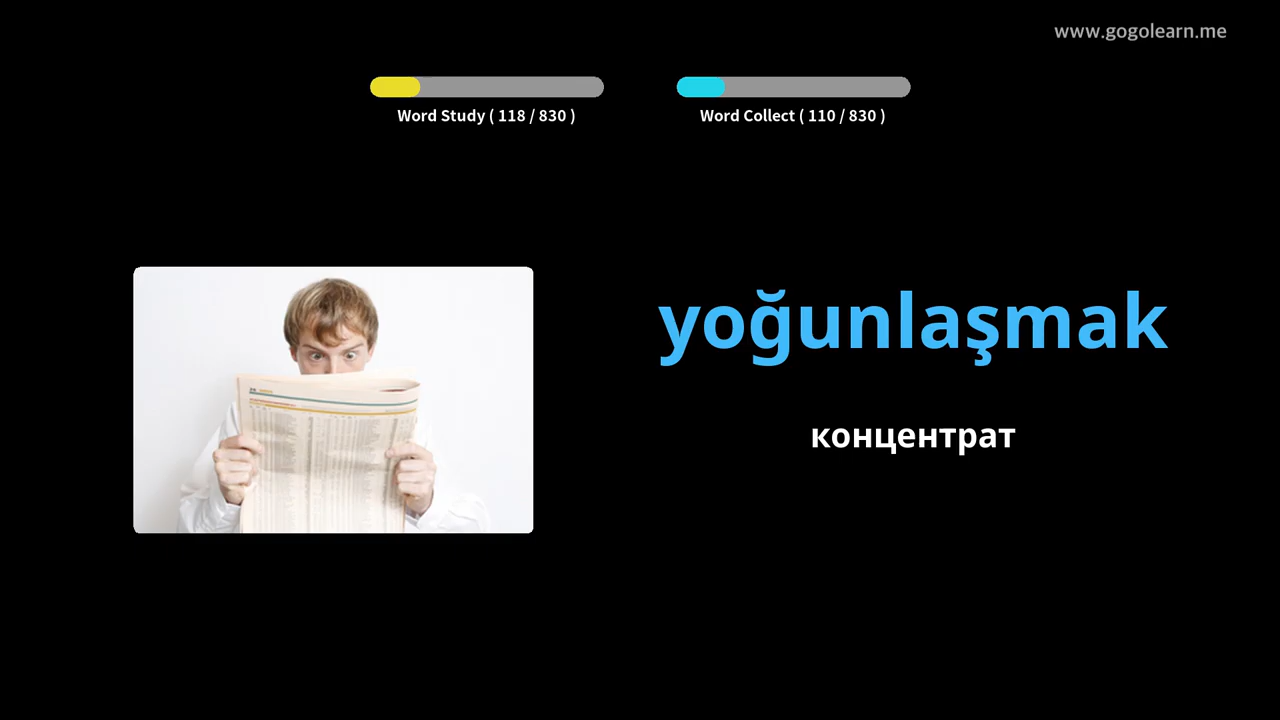 www.gogolearn.me
Word Study ( 118 / 830 )
Word Collect ( 110 / 830 )
yoğunlaşmak
концентрат